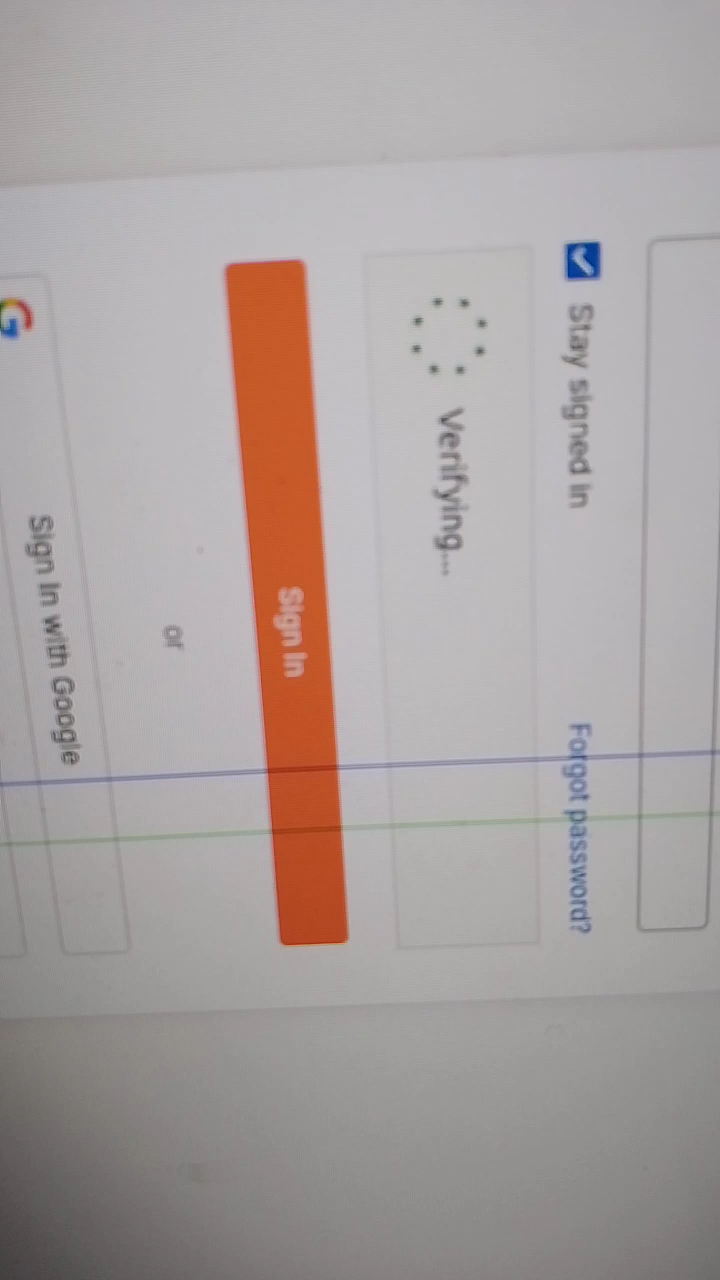 Stay signed in
Forgot password?
Verifying...
Sign In
or
Sign In with Google